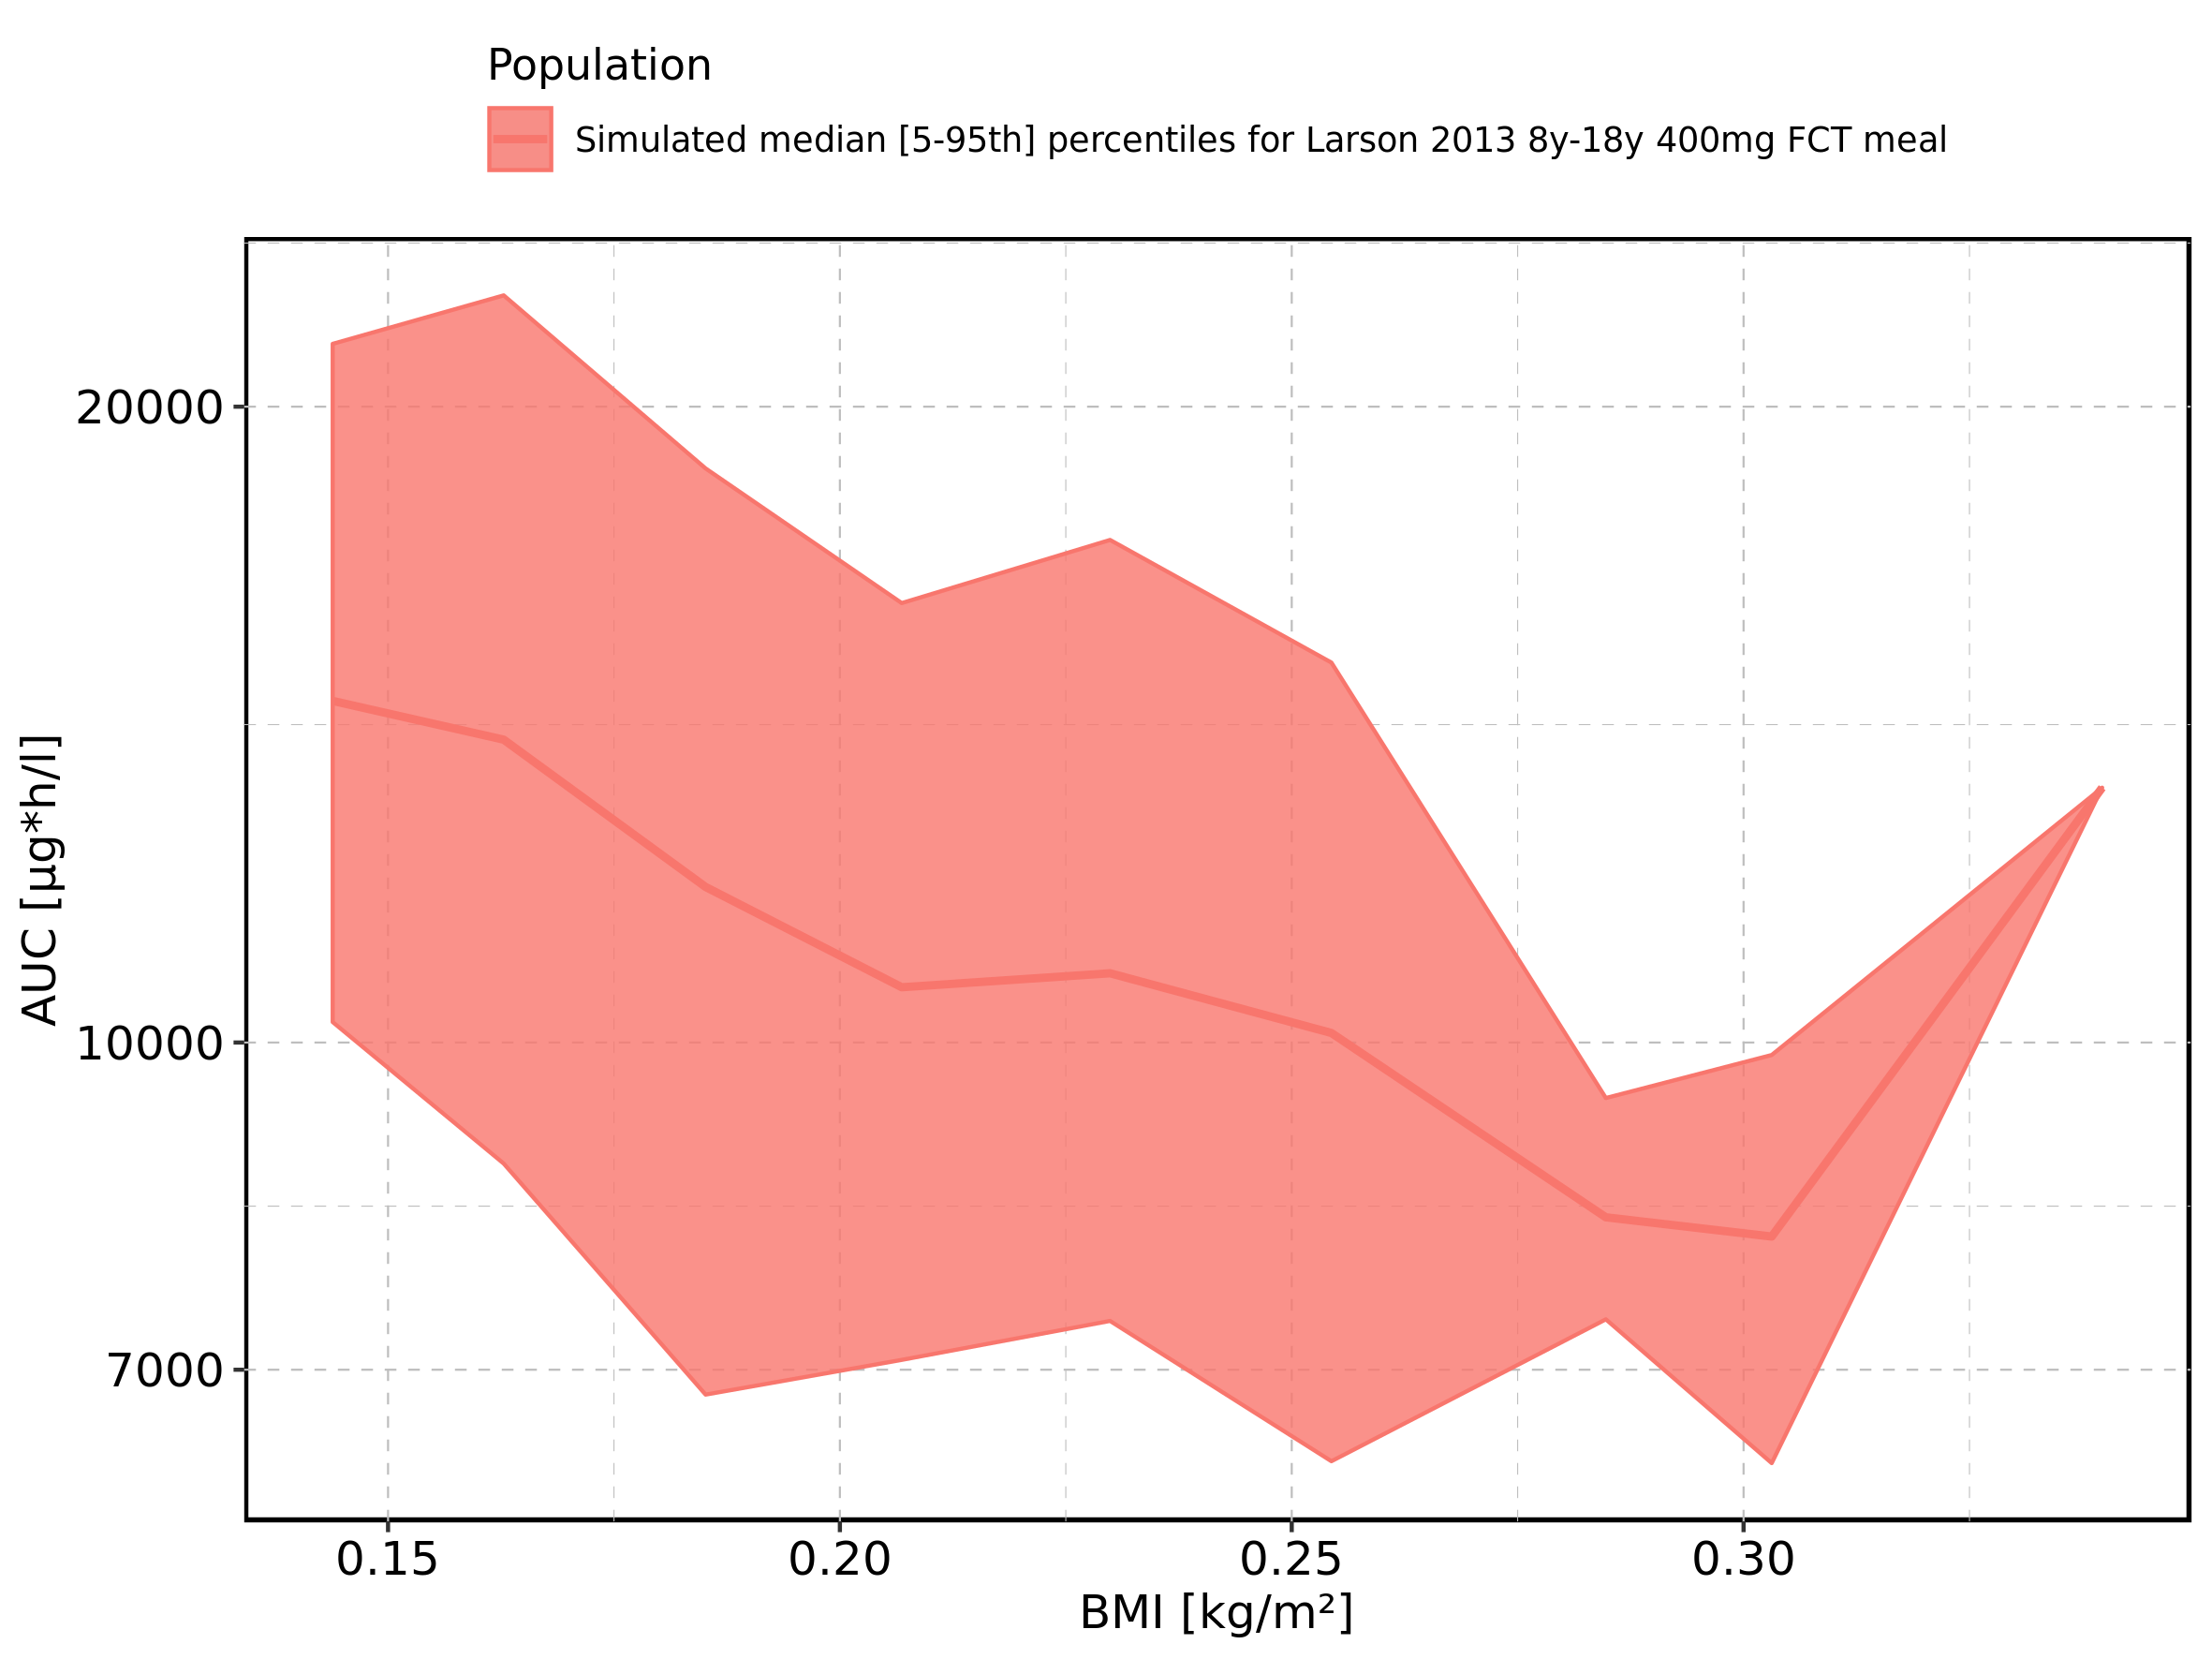 Population
Simulated median [5-95th] percentiles for Larson 2013 8y-18y 400mg FCT meal
AUC [µg*h/l]
20000
10000
7000
0.15 0.20 0.25 0.30
BMI [kg/m²]